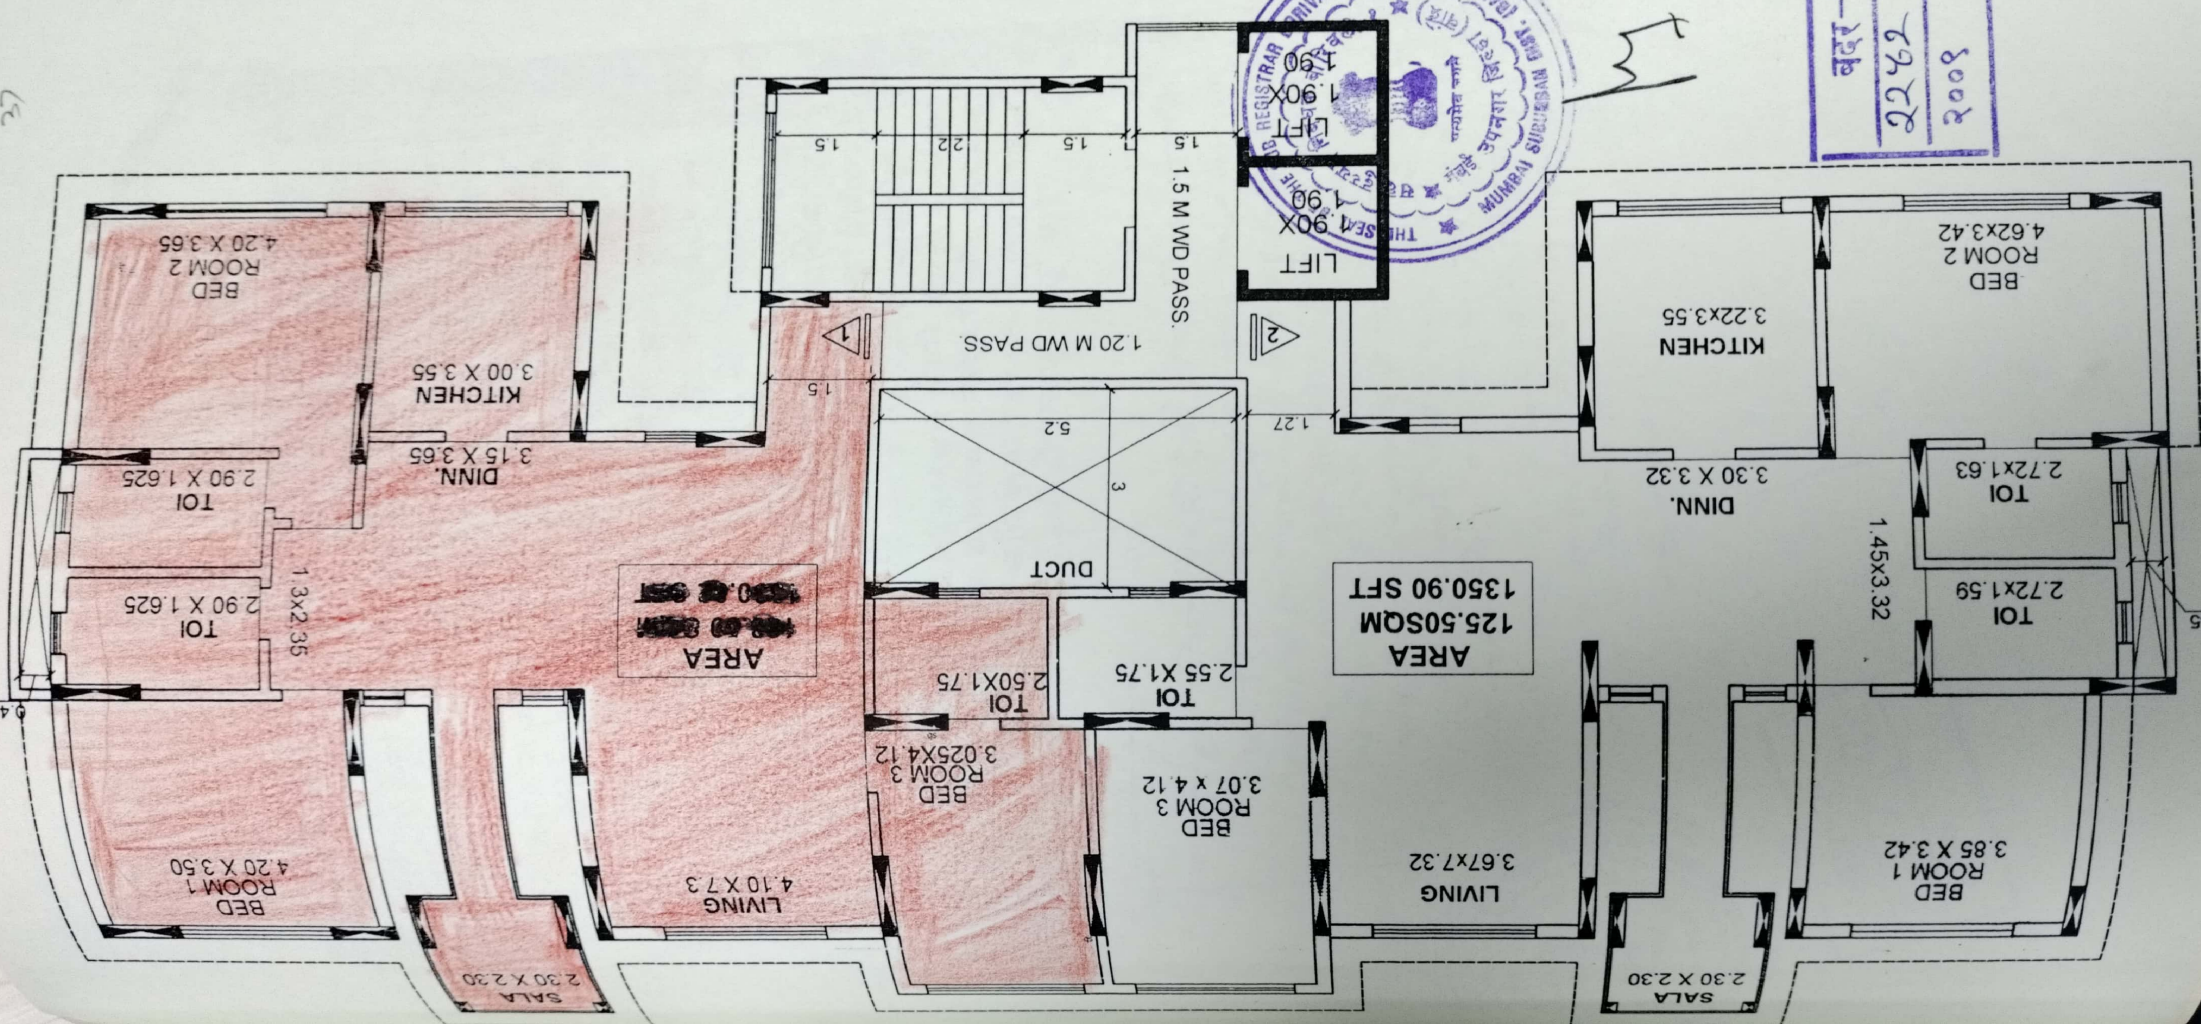 SALA
2.30 X 2.30
BED
ROOM 1
3.85 X 3.42
LIVING
3.67x7.32
BED
ROOM 3
3.07 x 4.12
BED
ROOM 3
3.025X4.12
LIVING
4.10 X 7.3
SALA
2.30 X 2.30
BED
ROOM 1
4.20 X 3.50
TOI
2.72x1.59
TOI
2.72x1.63
1.45x3.32
AREA
125.50SQM
1350.90 SFT
TOI
2.55 X1.75
TOI
2.50X1.75
AREA
TOI
2.90 X 1.625
TOI
2.90 X 1.625
1.3x2.35
DINN.
3.30 X 3.32
DUCT
5.2
3
DINN.
3.15 X 3.65
KITCHEN
3.22x3.55
BED
ROOM 2
4.62x3.42
1.27
1.5
KITCHEN
3.00 X 3.55
BED
ROOM 2
4.20 X 3.65
2
1.20 M WD PASS.
1
1.5 M WD PASS.
LIFT
1.90X
1.90
LIFT
1.90X
1.90
1.5
1.5
2.2
1.5
0.4
MUMBAI SUBURBAN DIST.
२००९